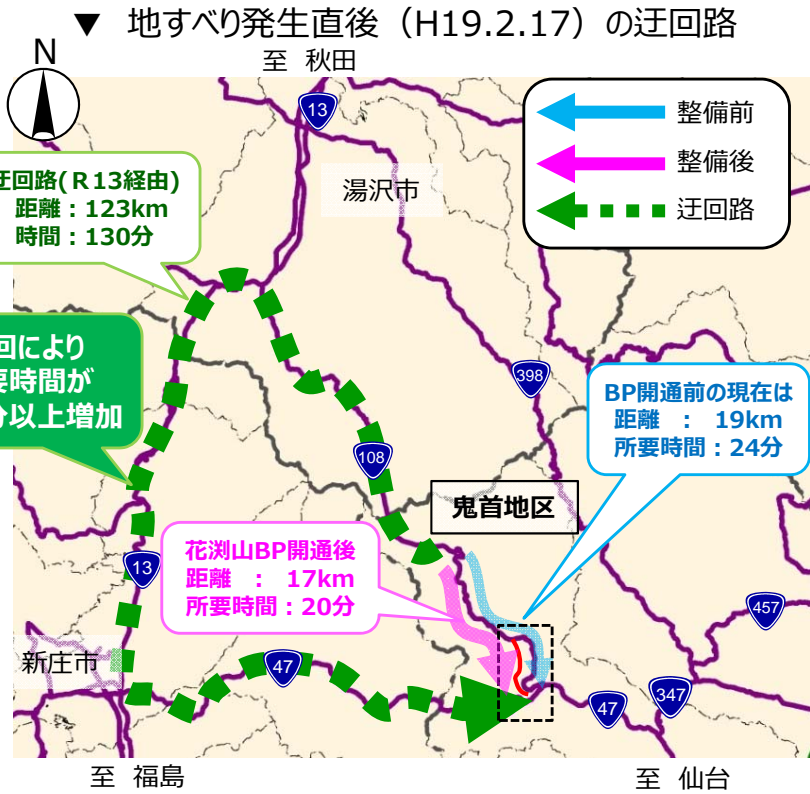 ▼ 地すべり発生直後（H19.2.17）の迂回路
N
至 秋田
13
整備前
整備後
迂回路
湯沢市
迂回路(R13経由)
距離：123km
時間：130分
回により
要時間が
分以上増加
398
BP開通前の現在は
距離 ： 19km
所要時間：24分
108
鬼首地区
花渕山BP開通後
距離 ： 17km
所要時間：20分
13
457
新庄市
47
47
347
至 福島
至 仙台